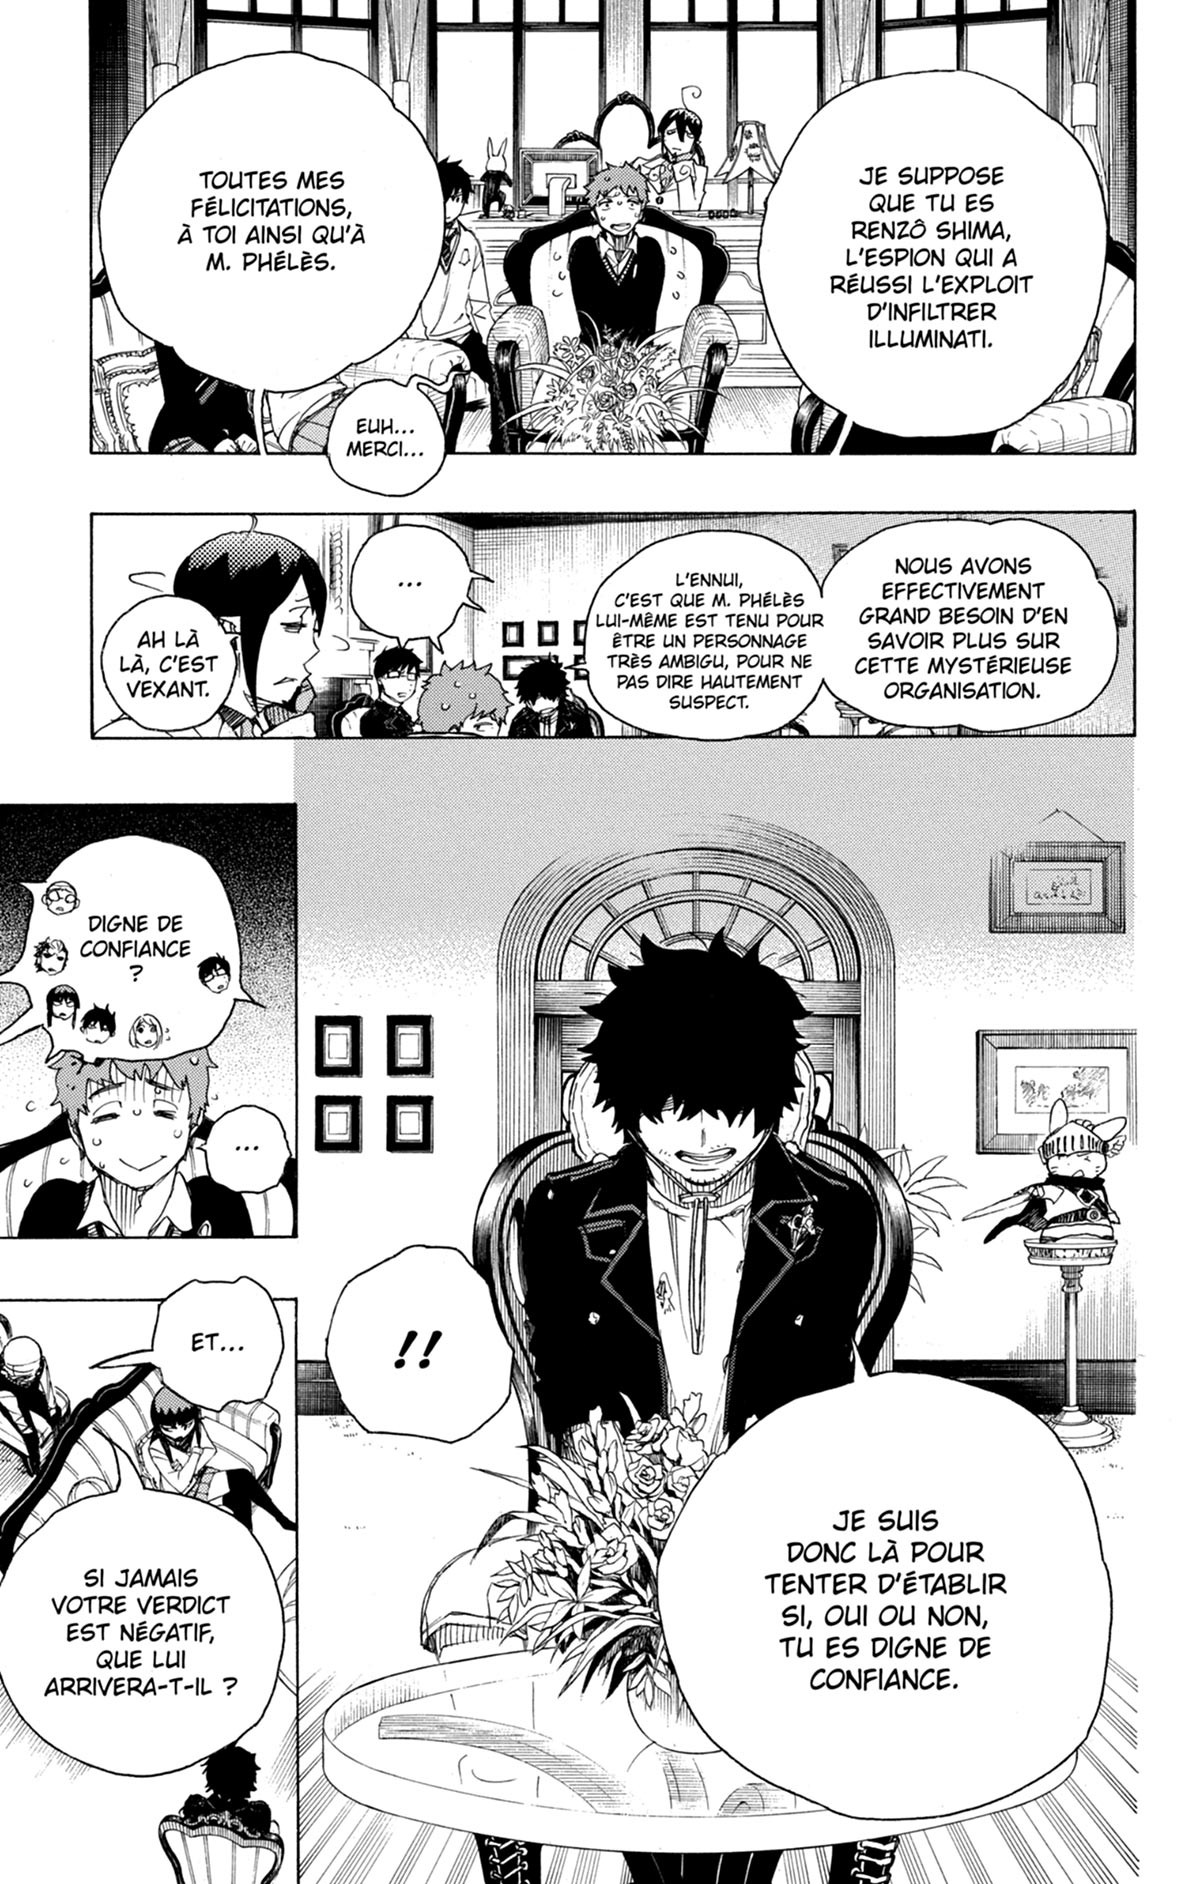 JE SUPPOSE
QUE TU ES
RENZÔ SHIMA,
L'ESPION QUI A
RÉUSSI L'EXPLOIT
D'INFILTRER
ILLUMINATI.
TOUTES MES
FÉLICITATIONS,
À TOI AINSI QU'À
M. PHÉLÈS.
EUH...
MERCI...
NOUS AVONS
EFFECTIVEMENT
GRAND BESOIN D'EN
SAVOIR PLUS SUR
CETTE MYSTÉRIEUSE
ORGANISATION.
L'ENNUI,
C'EST QUE M. PHÉLÈS
LUI-MÊME EST TENU POUR
ÊTRE UN PERSONNAGE
TRÈS AMBIGU, POUR NE
PAS DIRE HAUTEMENT
SUSPECT.
...
AH LÀ
LÀ, C'EST
VEXANT.
JE SUIS
DONC LÀ POUR
TENTER D'ÉTABLIR
SI, OUI OU NON,
TU ES DIGNE DE
CONFIANCE.
!!
DIGNE DE
CONFIANCE
?
...
ET...
SI JAMAIS
VOTRE VERDICT
EST NÉGATIF,
QUE LUI
ARRIVERA-T-IL ?